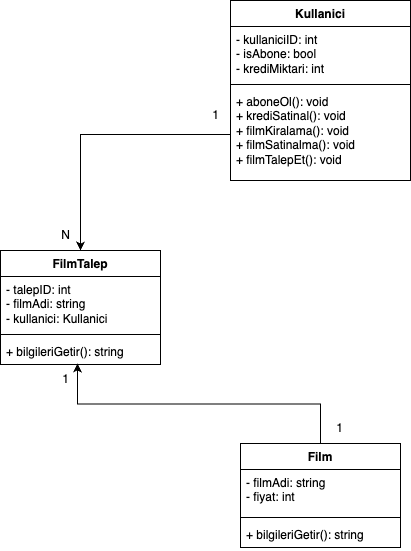 Kullanici
- kullaniciID: int
- isAbone: bool
- krediMiktari: int
+ aboneOl(): void
+ krediSatinal(): void
+ filmKiralama(): void
+ filmSatinalma(): void
+ filmTalepEt(): void
1
N
FilmTalep
- talepID: int
- filmAdi: string
- kullanici: Kullanici
+ bilgileriGetir(): string
1
1
Film
- filmAdi: string
- fiyat: int
+ bilgileriGetir(): string